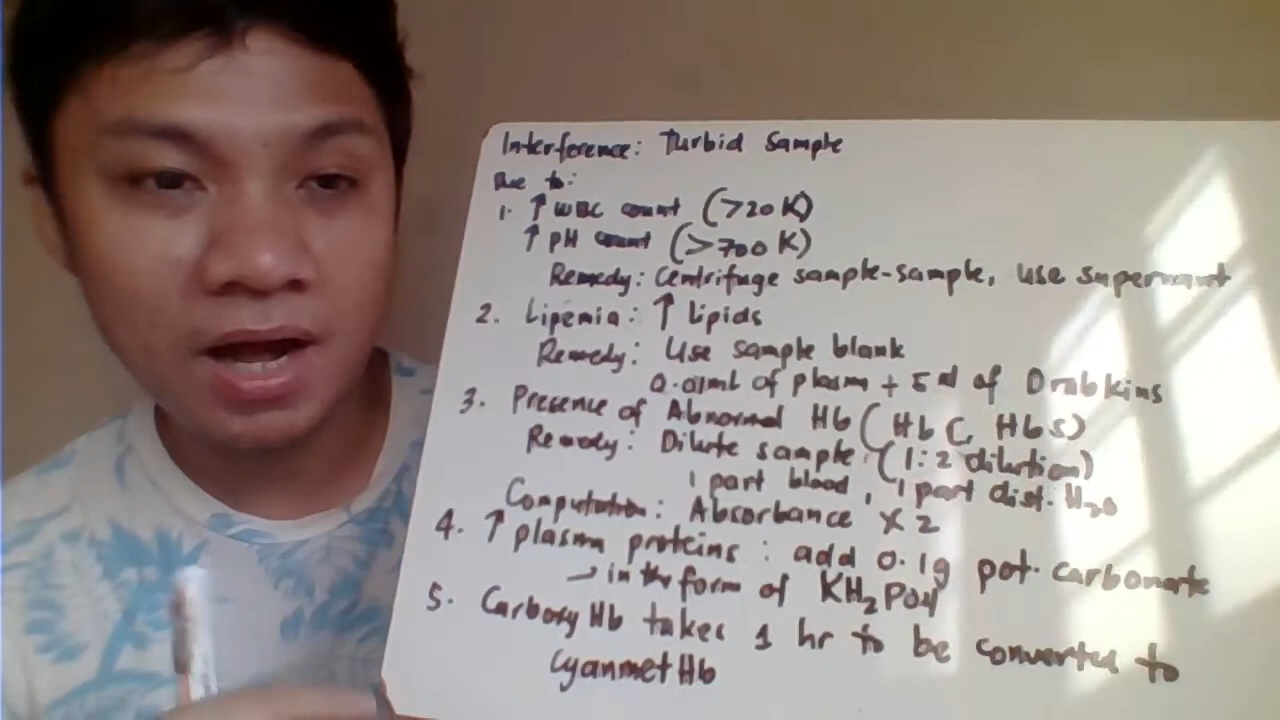 Interference: Turbid Sample
Due to:
1. ↑ WBC count (>20 K)
↑ plt count (>700 K)
Remedy: Centrifuge sample-sample, use supernant
2. Lipemia: ↑ Lipids
Remedy: Use sample blank
0.01ml of plasm + 5 ml of Drabkins
3. Presence of Abnormal Hb (Hb C, Hb S)
Remedy: Dilute sample (1:2 dilution)
1 part blood, 1 part dist. H2O
Computation: Absorbance x 2
4. ↑ plasma proteins: add 0.1g pot. carbonate
→ in the form of KH2PO4
5. Carboxy Hb takes 1 hr to be converted to
Cyanmet Hb